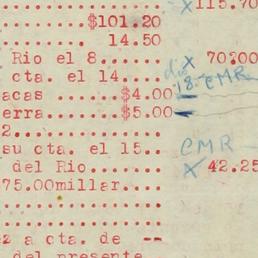 x 115.70
$101.20
14.50
Rio el 8 x 70?00
cta. el 14 18. CMR
acas $4.00
erra $5.00
2
su cta. el 15 CMR
del Rio x 42.25
75.00millar
z a cta. de --
del presente